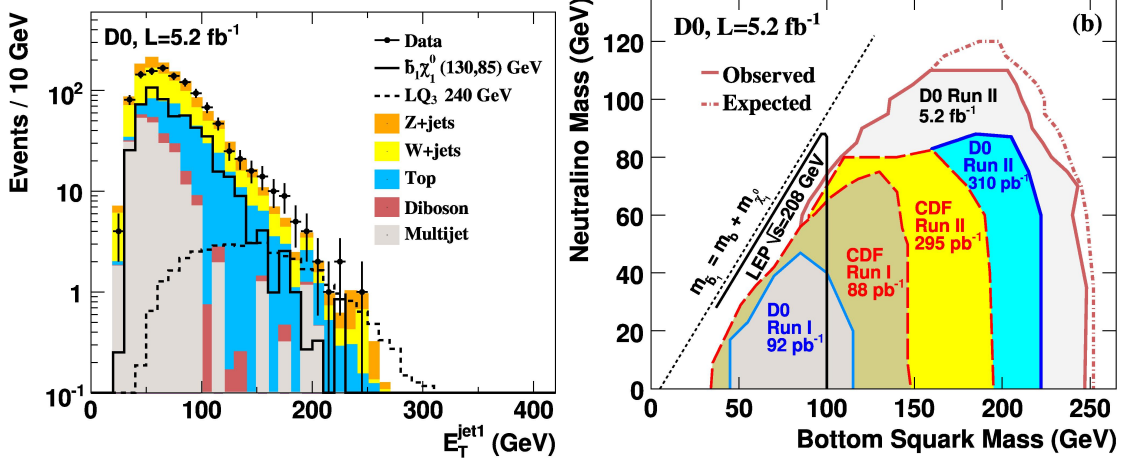 D0, L=5.2 fb⁻¹
Data
b̃₁χ̃₁⁰ (130,85) GeV
LQ₃ 240 GeV
Z+jets
W+jets
Top
Diboson
Multijet
Events / 10 GeV
10²
10
1
10⁻¹
0 100 200 300 400
E_T^jet1 (GeV)
D0, L=5.2 fb⁻¹
(b)
Observed
Expected
D0 Run II
5.2 fb⁻¹
D0
Run II
310 pb⁻¹
CDF
Run II
295 pb⁻¹
CDF
Run I
88 pb⁻¹
D0
Run I
92 pb⁻¹
LEP √s=208 GeV
m_b̃₁ = m_b + m_χ̃₁⁰
Neutralino Mass (GeV)
120
100
80
60
40
20
0
0 50 100 150 200 250
Bottom Squark Mass (GeV)